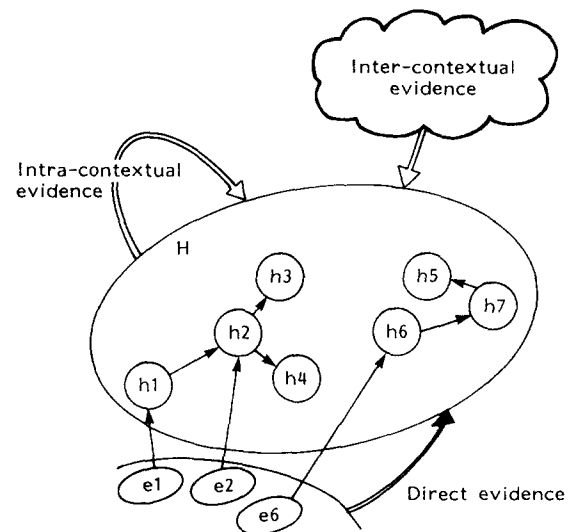 Inter-contextual
evidence
Intra-contextual
evidence
H
h3
h5
h7
h2
h6
h4
h1
e1
e2
e6
Direct evidence